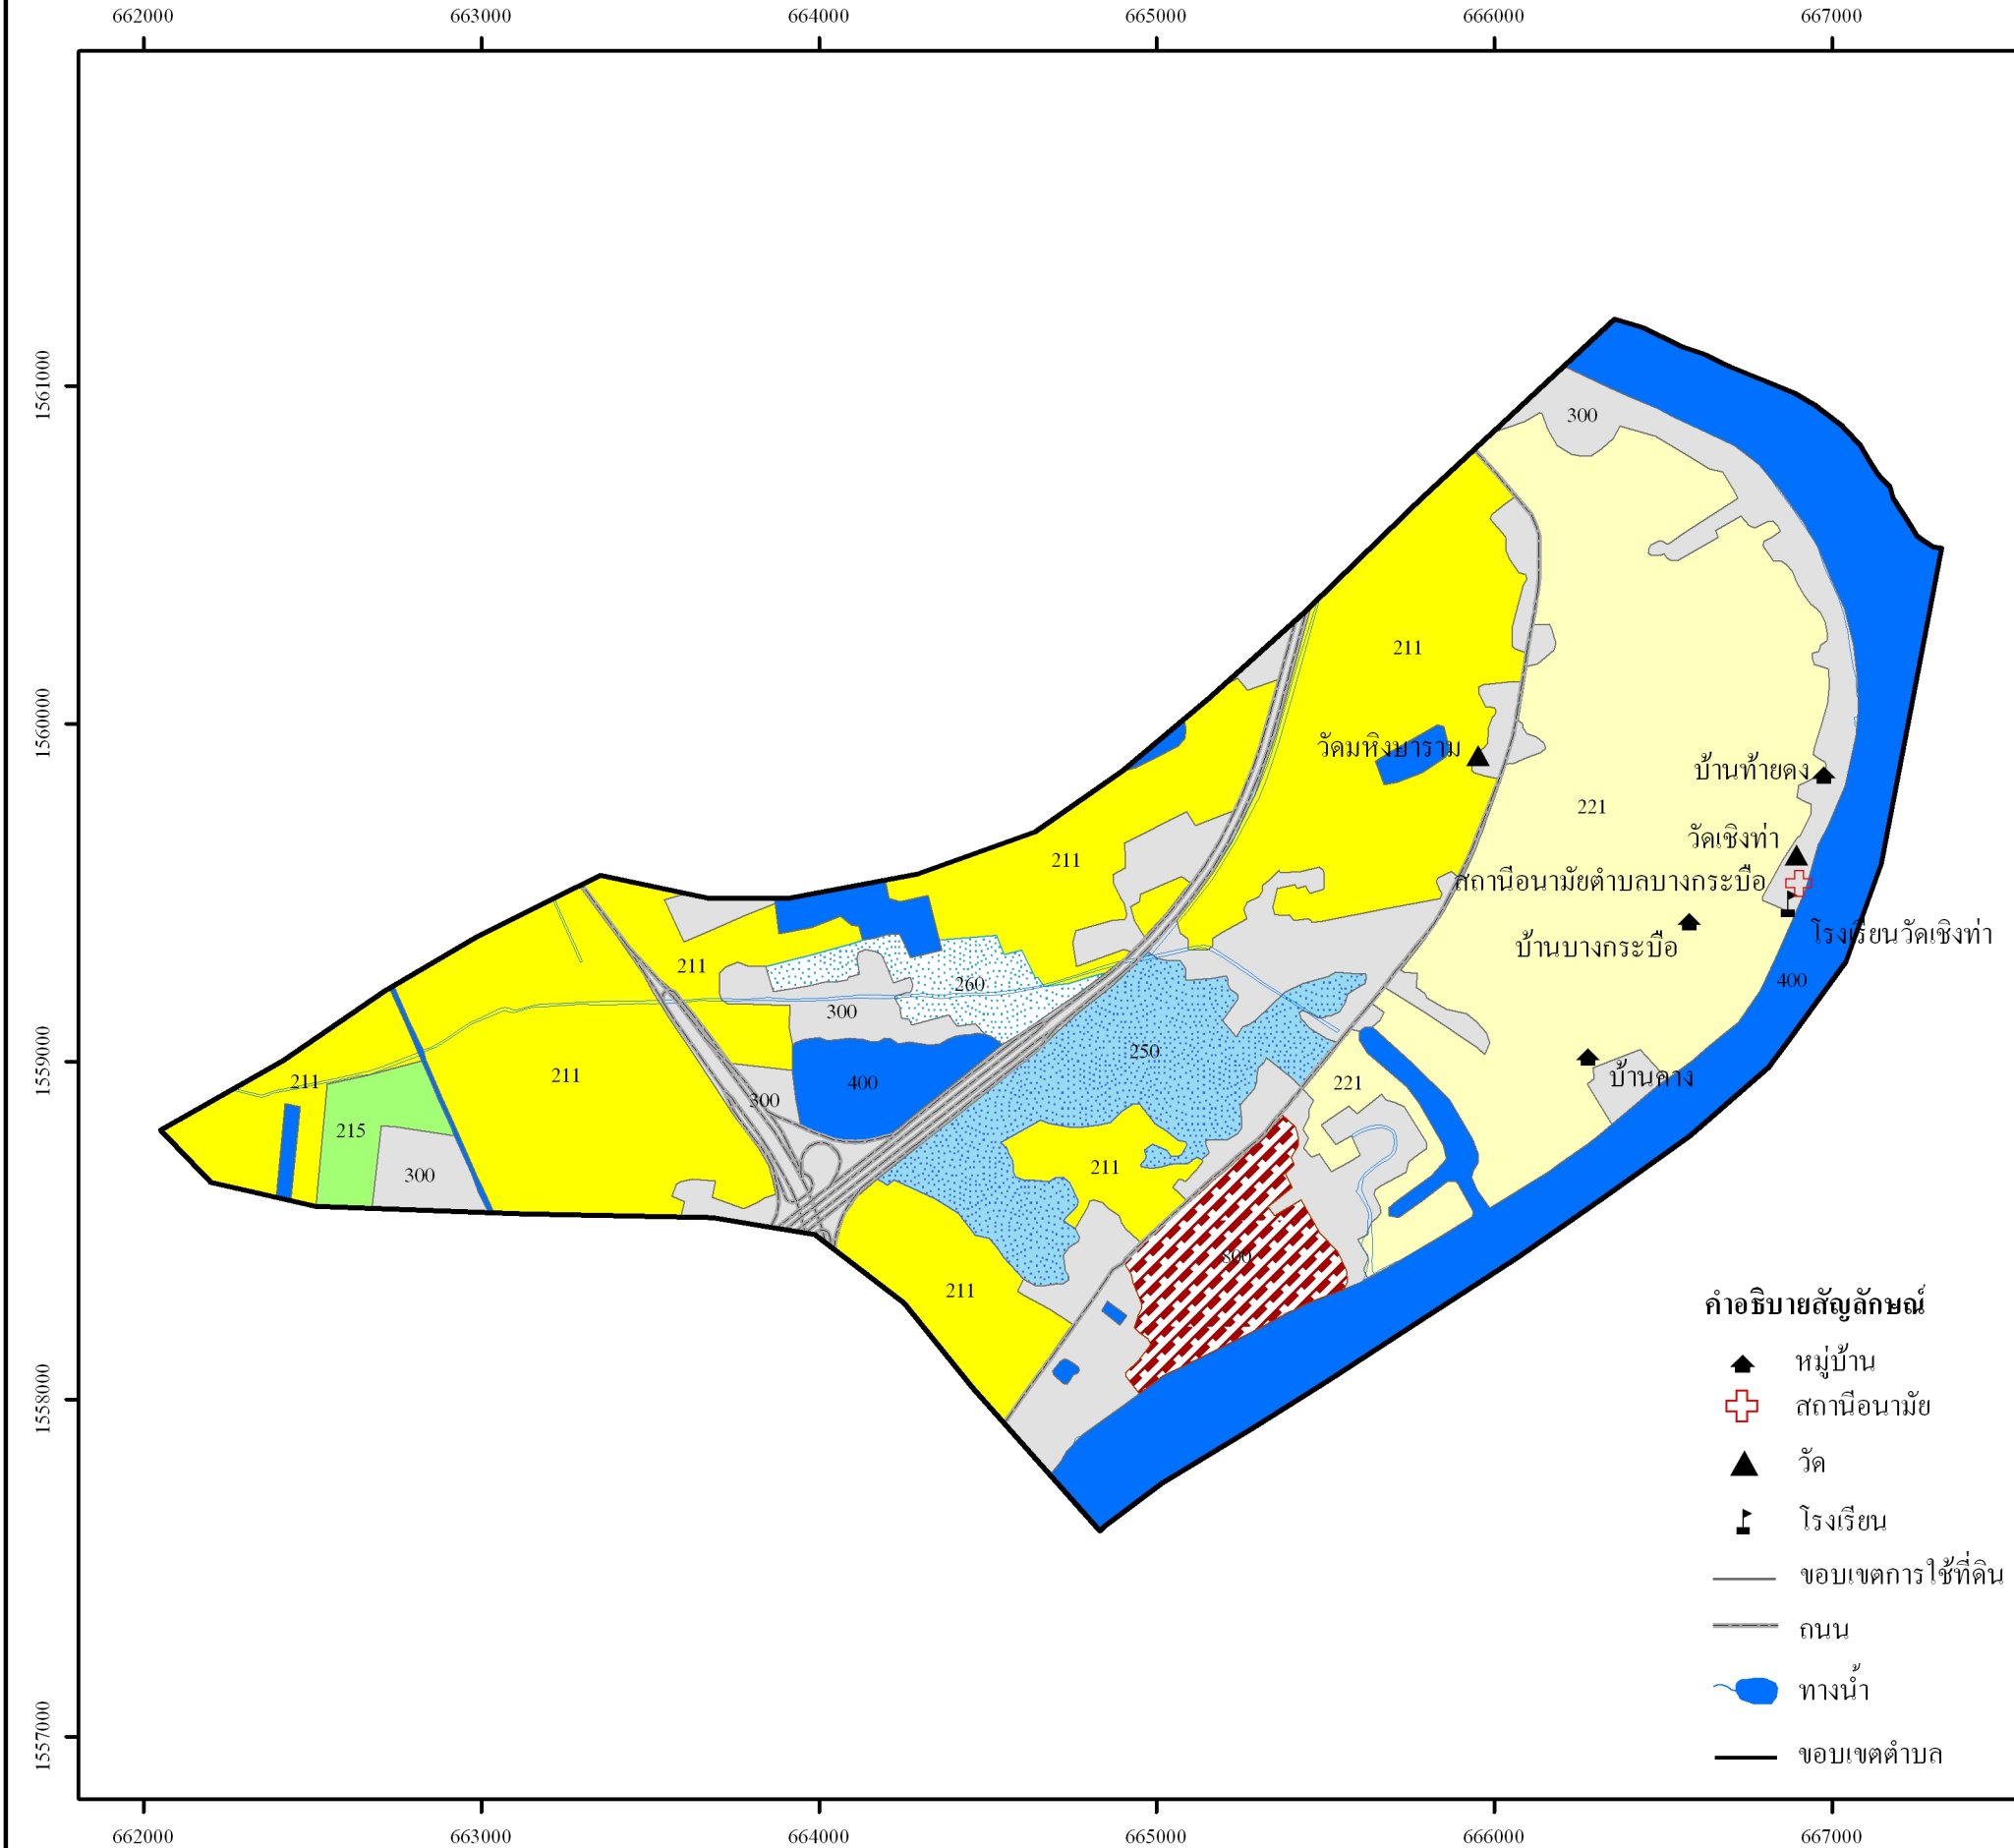 662000 663000 664000 665000 666000 667000
1561000
1560000
1559000
1558000
1557000
300
211
วัดมหิงษาราม
บ้านท้ายดง
221
วัดเชิงท่า
211
สถานีอนามัยตำบลบางกระบือ
โรงเรียนวัดเชิงท่า
บ้านบางกระบือ
211
260
400
300
250
211
211
400
221
บ้านกลาง
300
215
211
300
800
211
คำอธิบายสัญลักษณ์
หมู่บ้าน
สถานีอนามัย
วัด
โรงเรียน
ขอบเขตการใช้ที่ดิน
ถนน
ทางน้ำ
ขอบเขตตำบล
662000 663000 664000 665000 666000 667000